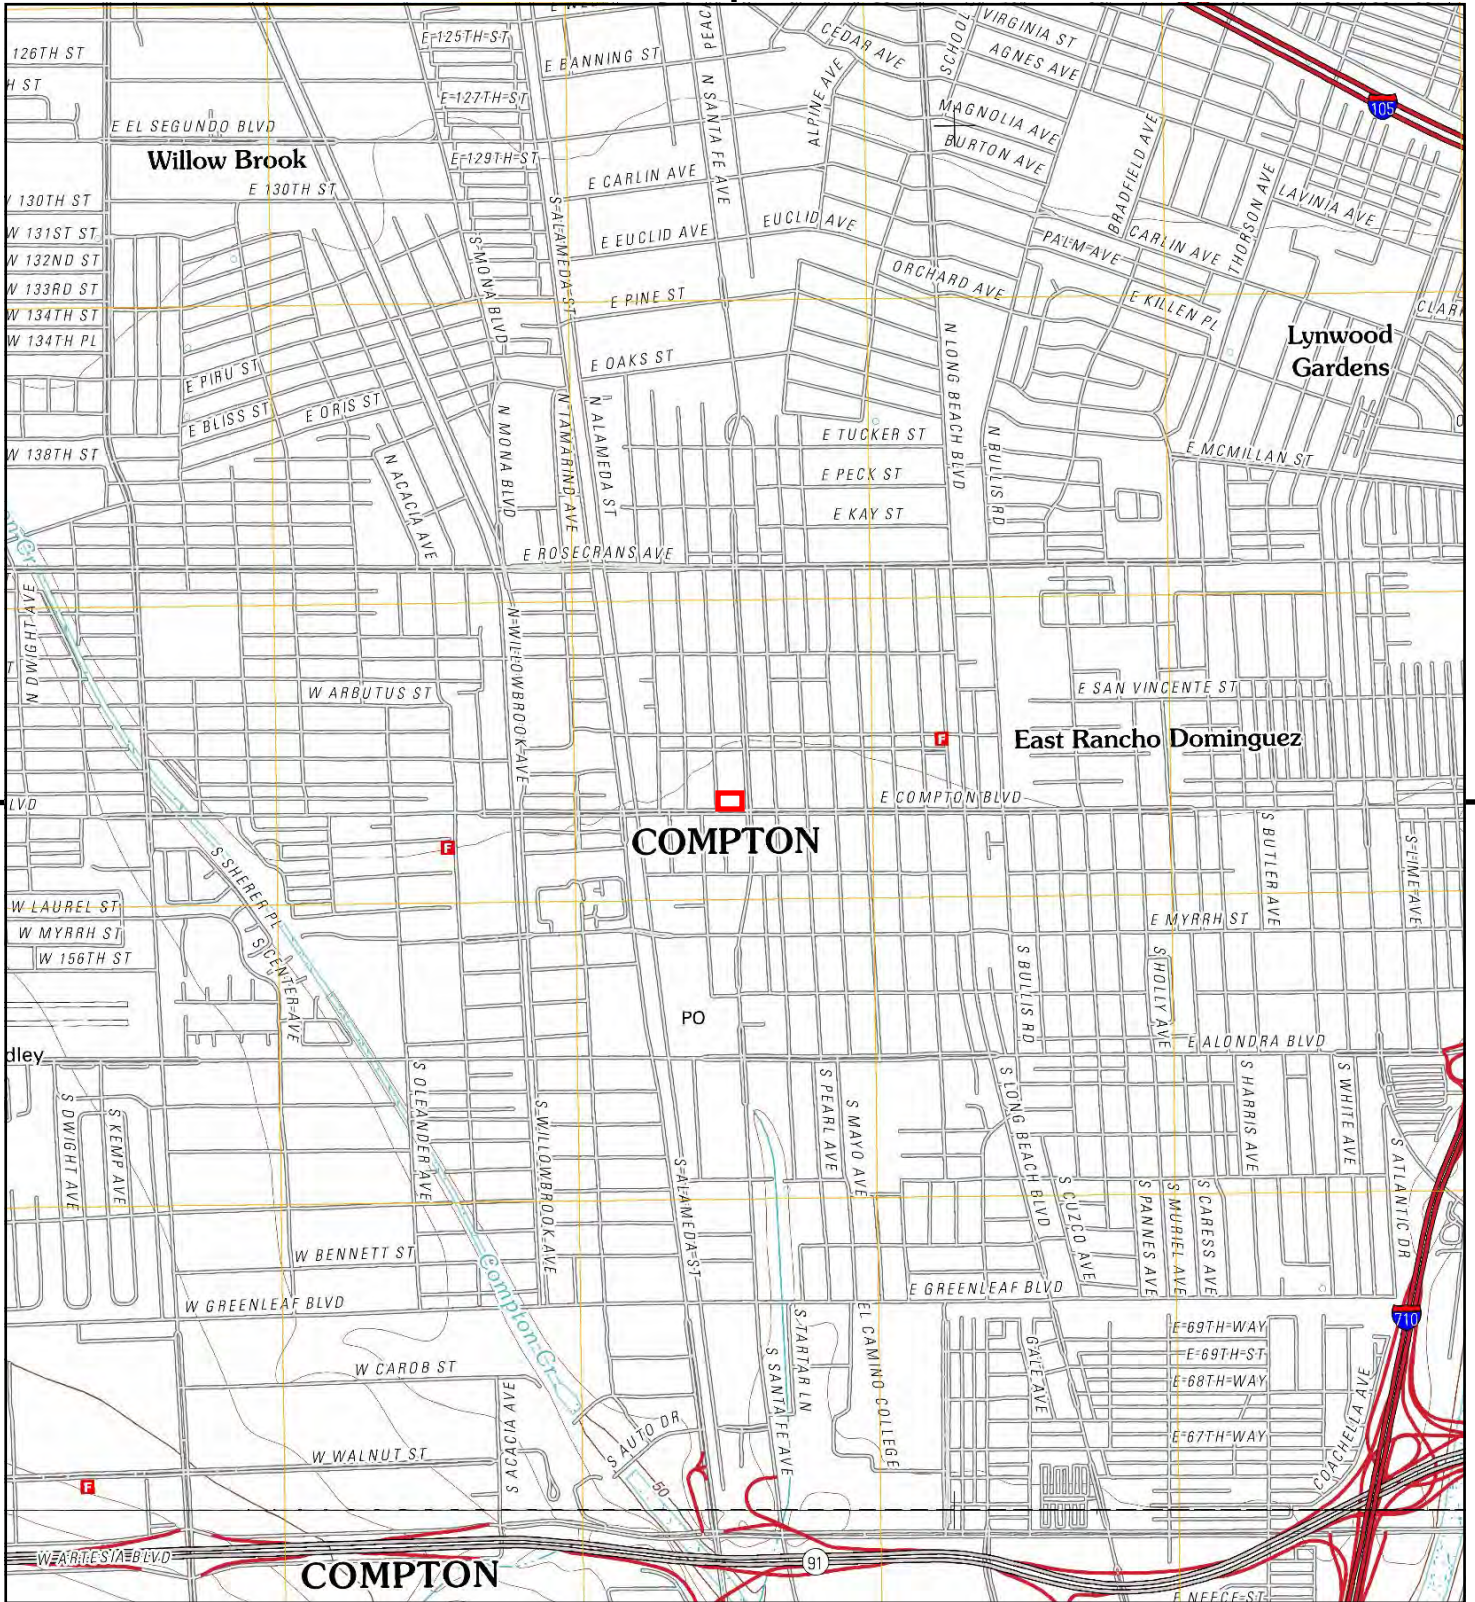 E-125TH-ST
CEDAR AVE
SCHOOL
VIRGINIA ST
126TH ST
E BANNING ST
PEAC
AGNES AVE
H ST
E-127TH-ST
N SANTA FE AVE
ALPINE AVE
MAGNOLIA AVE
105
E EL SEGUNDO BLVD
BURTON AVE
BRADFIELD AVE
Willow Brook
E-129TH-ST
E CARLIN AVE
E 130TH ST
THORSON AVE
LAVINIA AVE
130TH ST
W 131ST ST
S-ALAMEDA-ST
E EUCLID AVE
EUCLID AVE
PALM-AVE
CARLIN AVE
W 132ND ST
S-MONA BLVD
ORCHARD AVE
W 133RD ST
E PINE ST
E KILLEN PL
CLAR
W 134TH ST
Lynwood
Gardens
W 134TH PL
N LONG BEACH BLVD
E OAKS ST
E PIRU ST
E BLISS ST
E ORIS ST
N MONA BLVD
N-TAMARIND AVE
N ALAMEDA ST
E TUCKER ST
N BULLIS RD
W 138TH ST
N ACACIA AVE
E PECK ST
E MCMILLAN ST
E KAY ST
E ROSECRANS AVE
N DWIGHT AVE
N-WILLOWBROOK-AVE
W ARBUTUS ST
E SAN VINCENTE ST
F
East Rancho Dominguez
LVD
E COMPTON BLVD
COMPTON
F
S BUTLER AVE
S-LIME-AVE
S SHERER PL
W LAUREL ST
W MYRRH ST
E MYRRH ST
W 156TH ST
S-CENTER-AVE
S BULLIS RD
S-HOLLY AVE
PO
dley
E ALONDRA BLVD
S DWIGHT AVE
S KEMP AVE
S OLEANDER AVE
S-WILLOWBROOK-AVE
S PEARL AVE
S MAYO AVE
S LONG BEACH BLVD
S HARRIS AVE
S WHITE AVE
S-ALAMEDA-ST
S CUZCO AVE
S PANNES AVE
S-MURIEL-AVE
S CARESS AVE
S ATLANTIC DR
W BENNETT ST
Compton-Cr
W GREENLEAF BLVD
E GREENLEAF BLVD
S-TARTAR LN
EL CAMINO COLLEGE
GALE AVE
E-69TH-WAY
710
S SANTA FE AVE
E-69TH-ST
W CAROB ST
E-68TH-WAY
S ACACIA AVE
COACHELLA AVE
S AUTO DR
E-67TH-WAY
W WALNUT ST
F
50
W-ARTESIA-BLVD
91
COMPTON
E NEECE-ST